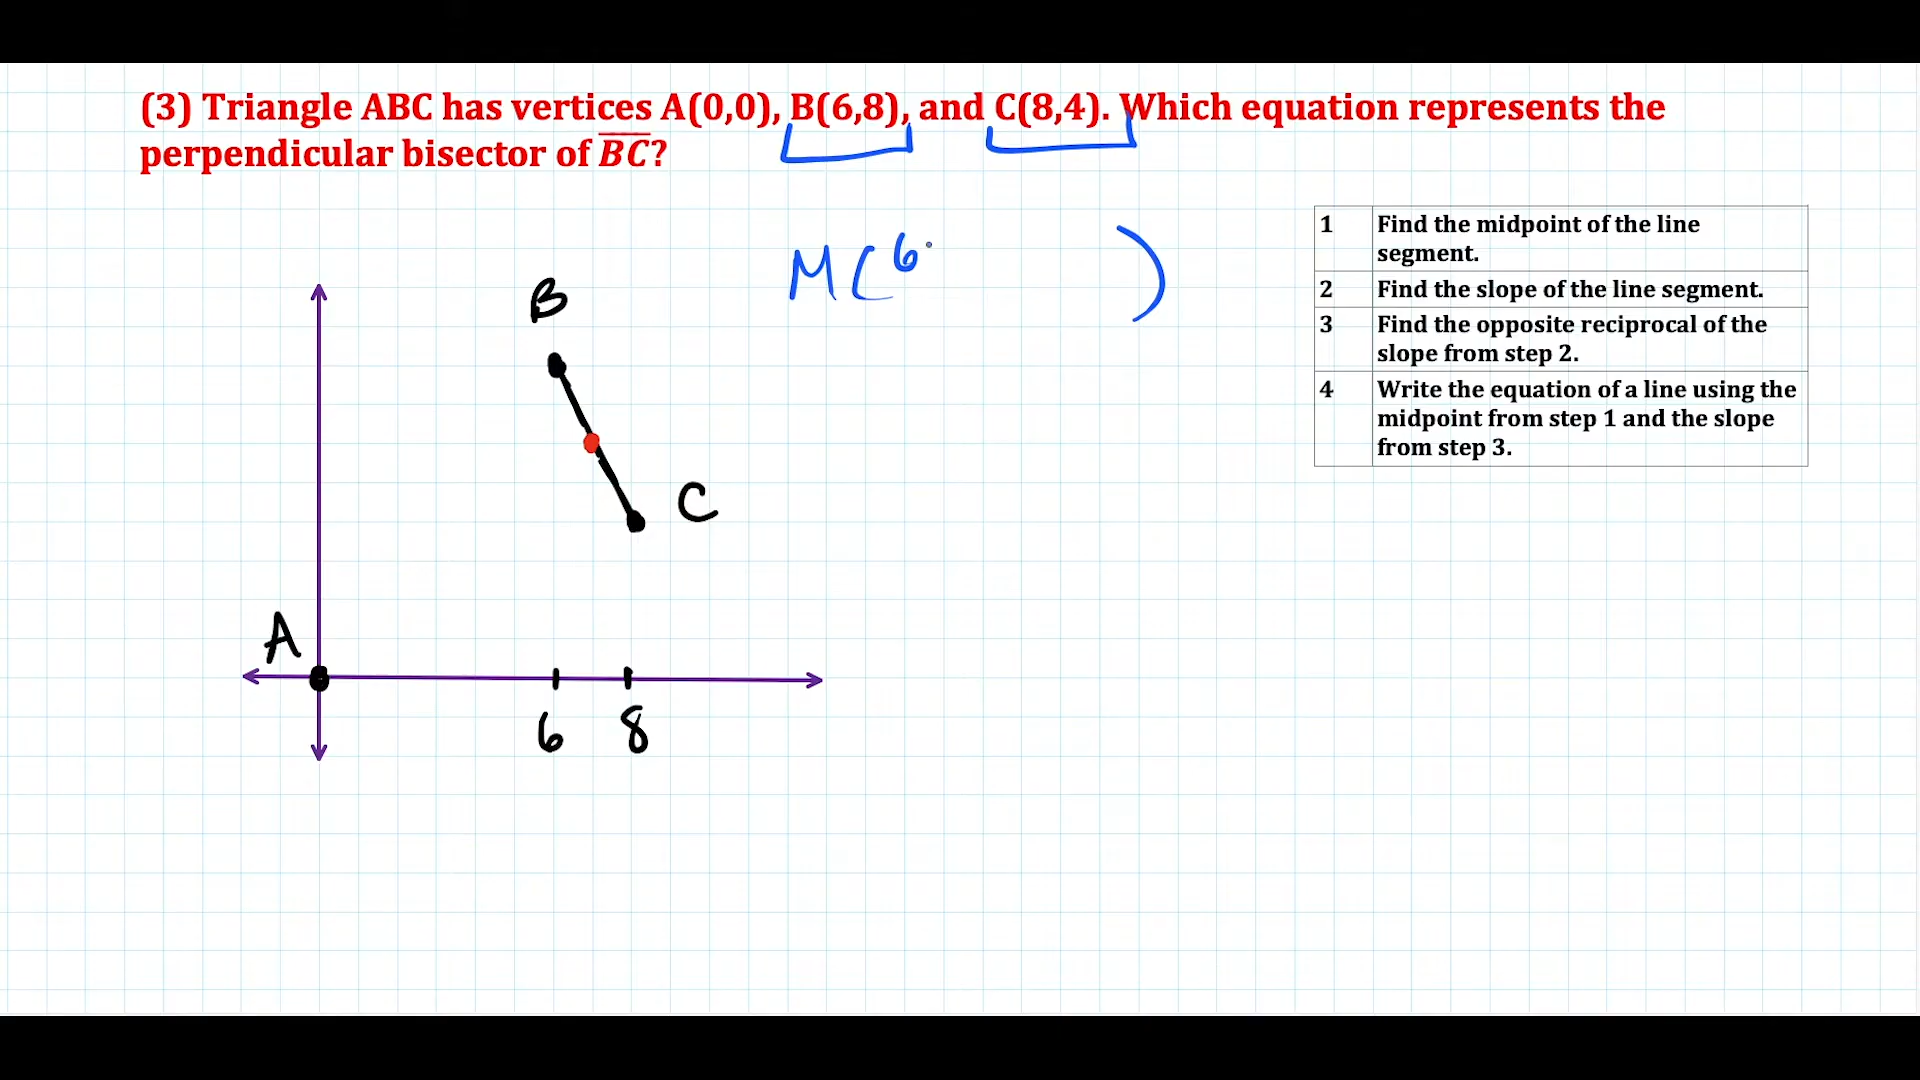 (3) Triangle ABC has vertices A(0,0), B(6,8), and C(8,4). Which equation represents the
perpendicular bisector of BC?
M(6 )
1 Find the midpoint of the line
segment.
2 Find the slope of the line segment.
3 Find the opposite reciprocal of the
slope from step 2.
4 Write the equation of a line using the
midpoint from step 1 and the slope
from step 3.
B
C
A
6 8